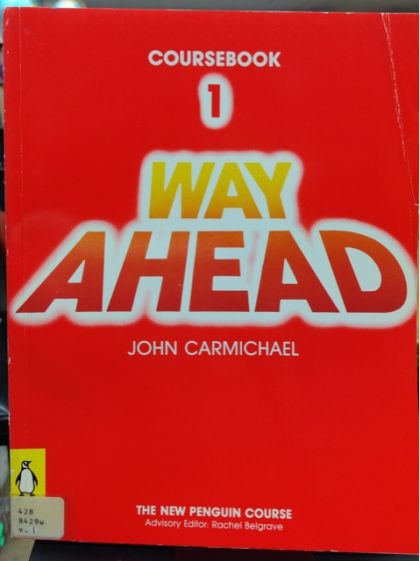 COURSEBOOK
1
WAY
AHEAD
JOHN CARMICHAEL
428
B429w
v. 1
THE NEW PENGUIN COURSE
Advisory Editor: Rachel Belgrave